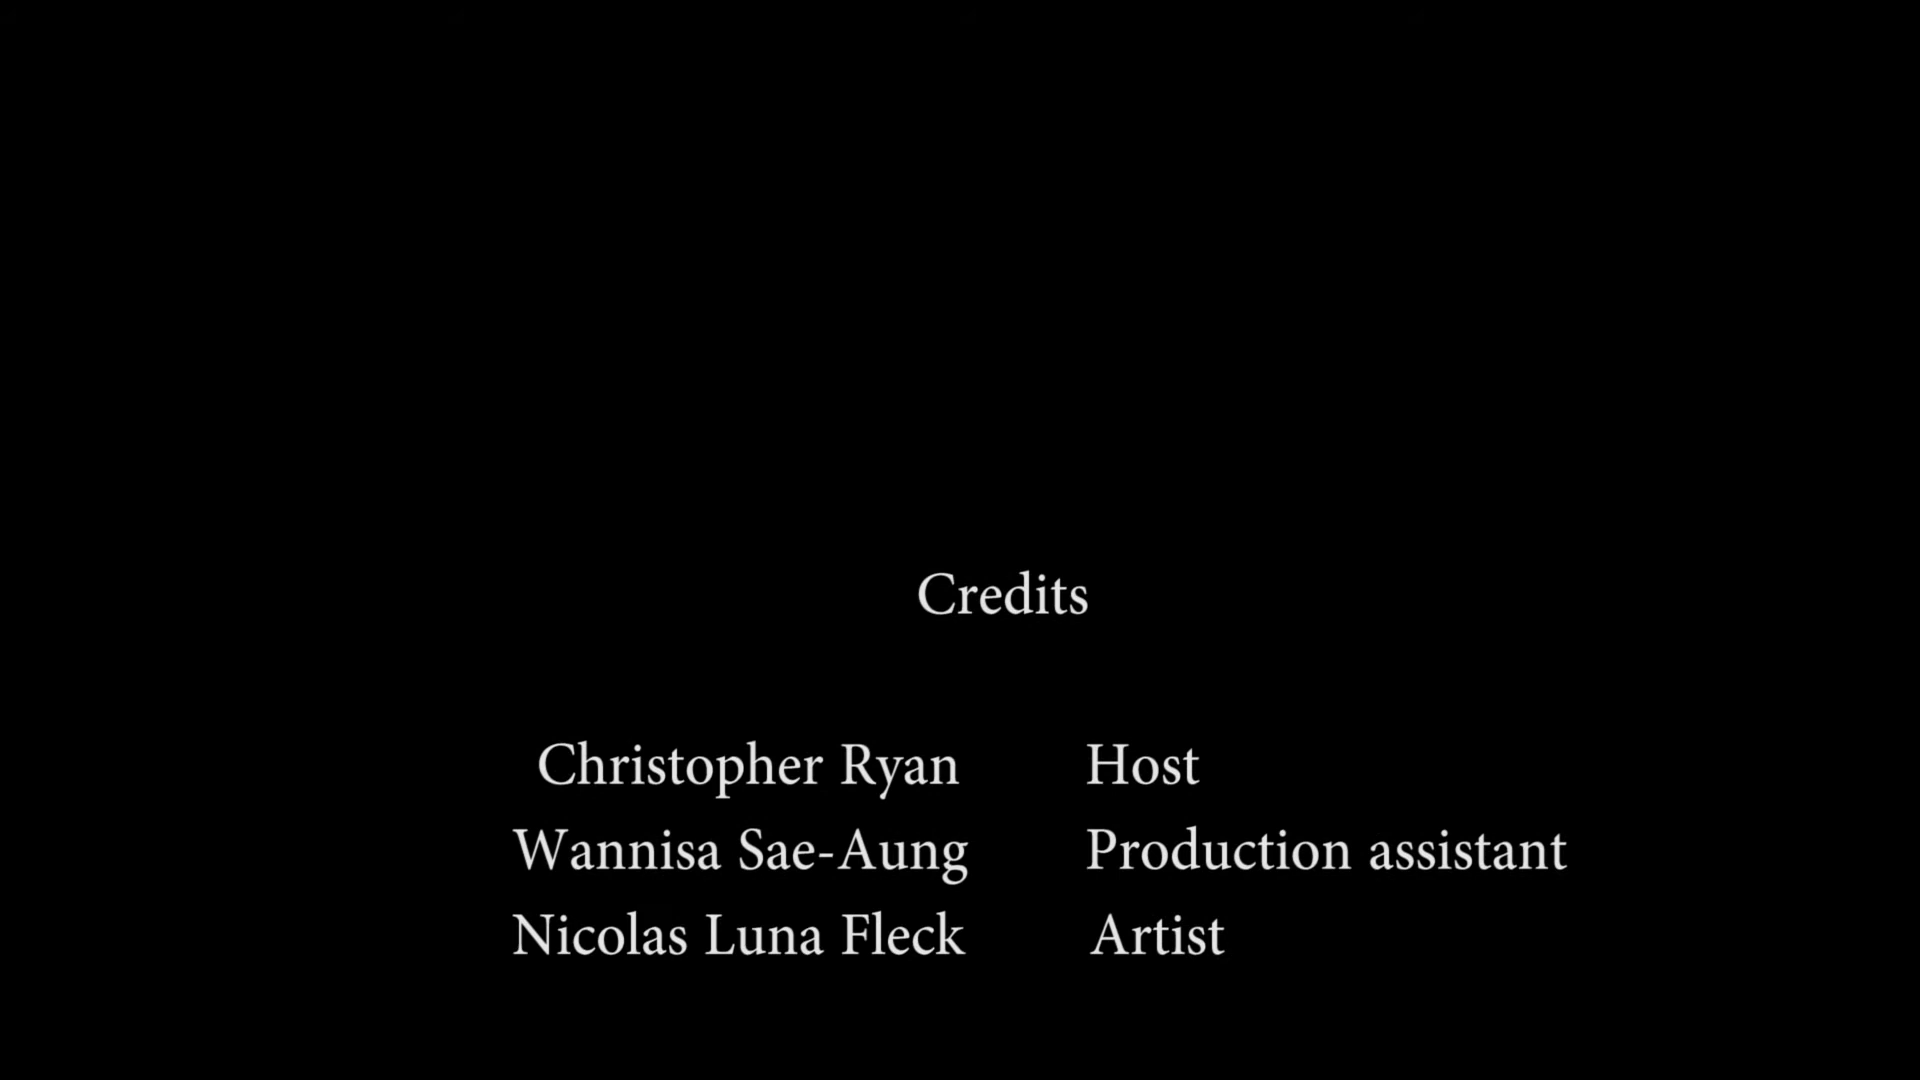 Credits
Christopher Ryan Host
Wannisa Sae-Aung Production assistant
Nicolas Luna Fleck Artist